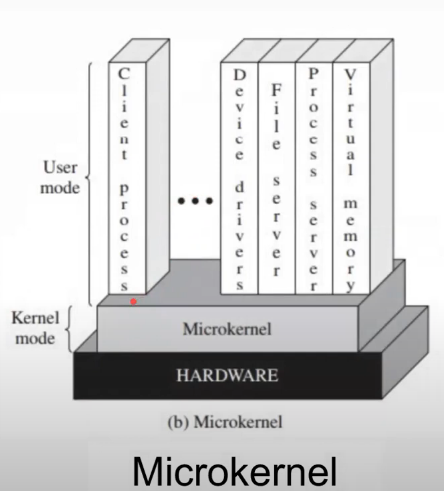 User
mode
Client process
Device drivers
File server
Process server
Virtual memory
Kernel
mode
Microkernel
HARDWARE
(b) Microkernel
Microkernel